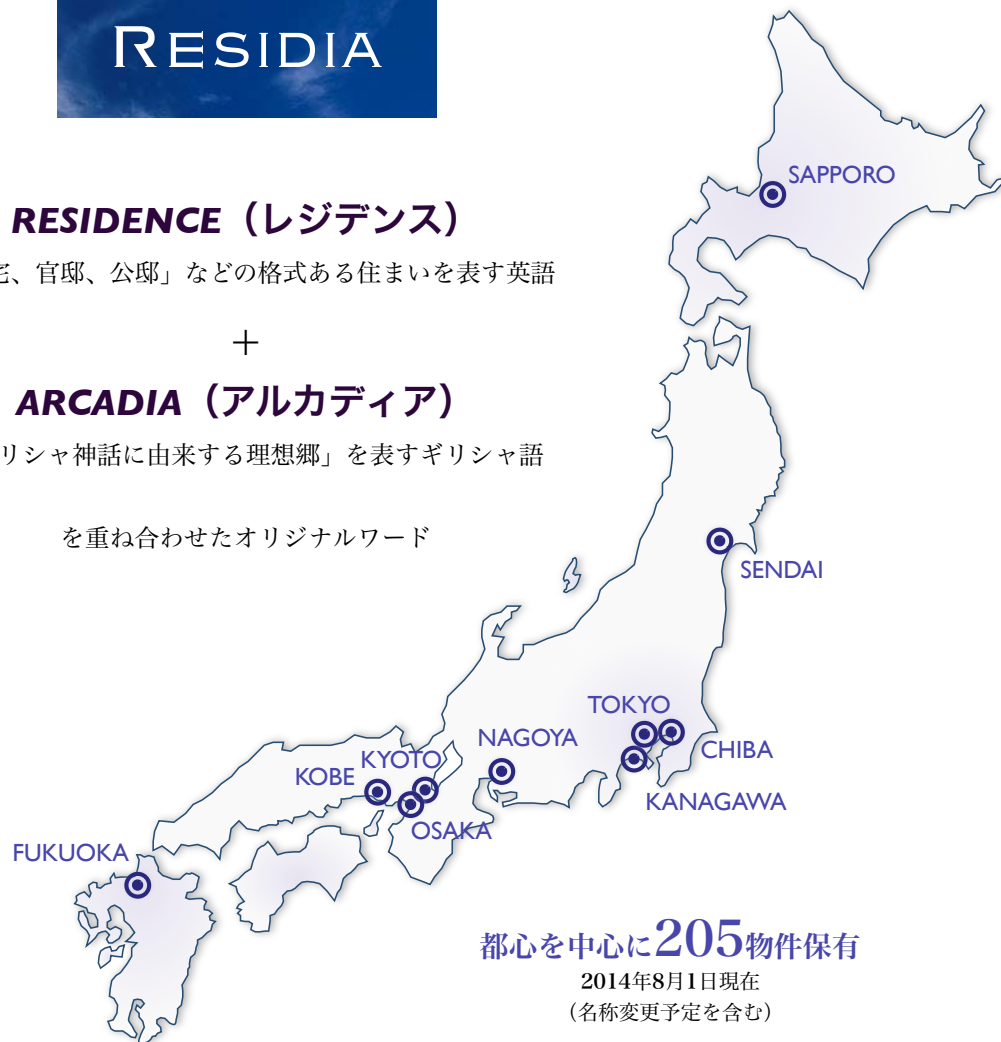 RESIDIA
RESIDENCE（レジデンス）
、官邸、公邸」などの格式ある住まいを表す英語
＋
ARCADIA（アルカディア）
リシャ神話に由来する理想郷」を表すギリシャ語
を重ね合わせたオリジナルワード
SAPPORO
SENDAI
TOKYO
CHIBA
KANAGAWA
NAGOYA
KYOTO
KOBE
OSAKA
FUKUOKA
都心を中心に205物件保有
2014年8月1日現在
（名称変更予定を含む）